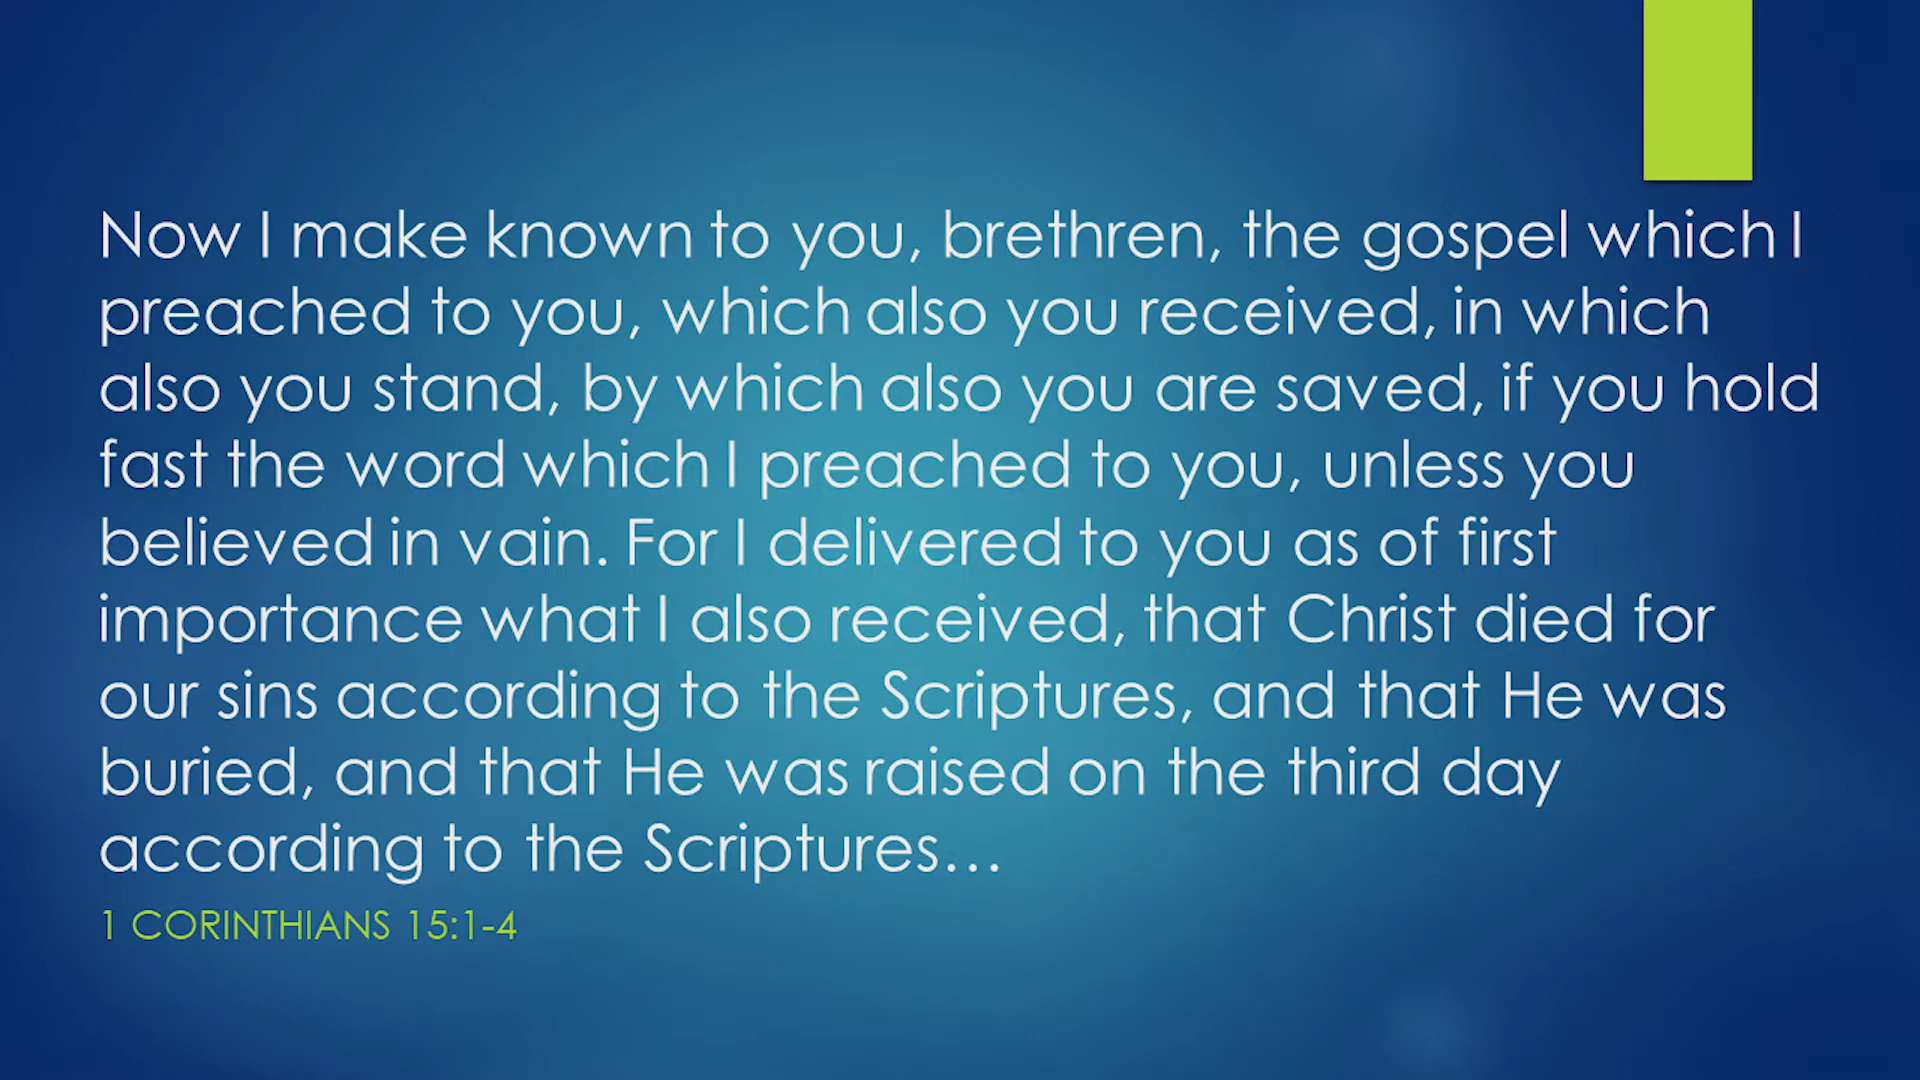 Now I make known to you, brethren, the gospel which I
preached to you, which also you received, in which
also you stand, by which also you are saved, if you hold
fast the word which I preached to you, unless you
believed in vain. For I delivered to you as of first
importance what I also received, that Christ died for
our sins according to the Scriptures, and that He was
buried, and that He was raised on the third day
according to the Scriptures…
1 CORINTHIANS 15:1-4